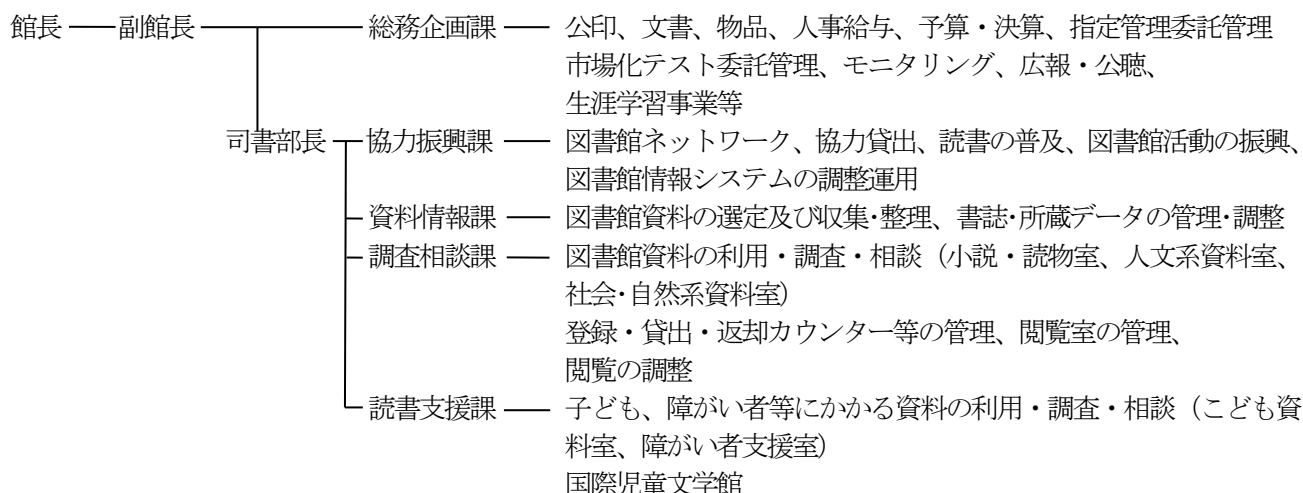 館長 副館長 総務企画課 公印、文書、物品、人事給与、予算・決算、指定管理委託管理
市場化テスト委託管理、モニタリング、広報・公聴、
生涯学習事業等
司書部長 協力振興課 図書館ネットワーク、協力貸出、読書の普及、図書館活動の振興、
図書館情報システムの調整運用
資料情報課 図書館資料の選定及び収集・整理、書誌・所蔵データの管理・調整
調査相談課 図書館資料の利用・調査・相談（小説・読物室、人文系資料室、
社会・自然系資料室）
登録・貸出・返却カウンター等の管理、閲覧室の管理、
閲覧の調整
読書支援課 子ども、障がい者等にかかる資料の利用・調査・相談（こども資
料室、障がい者支援室）
国際児童文学館